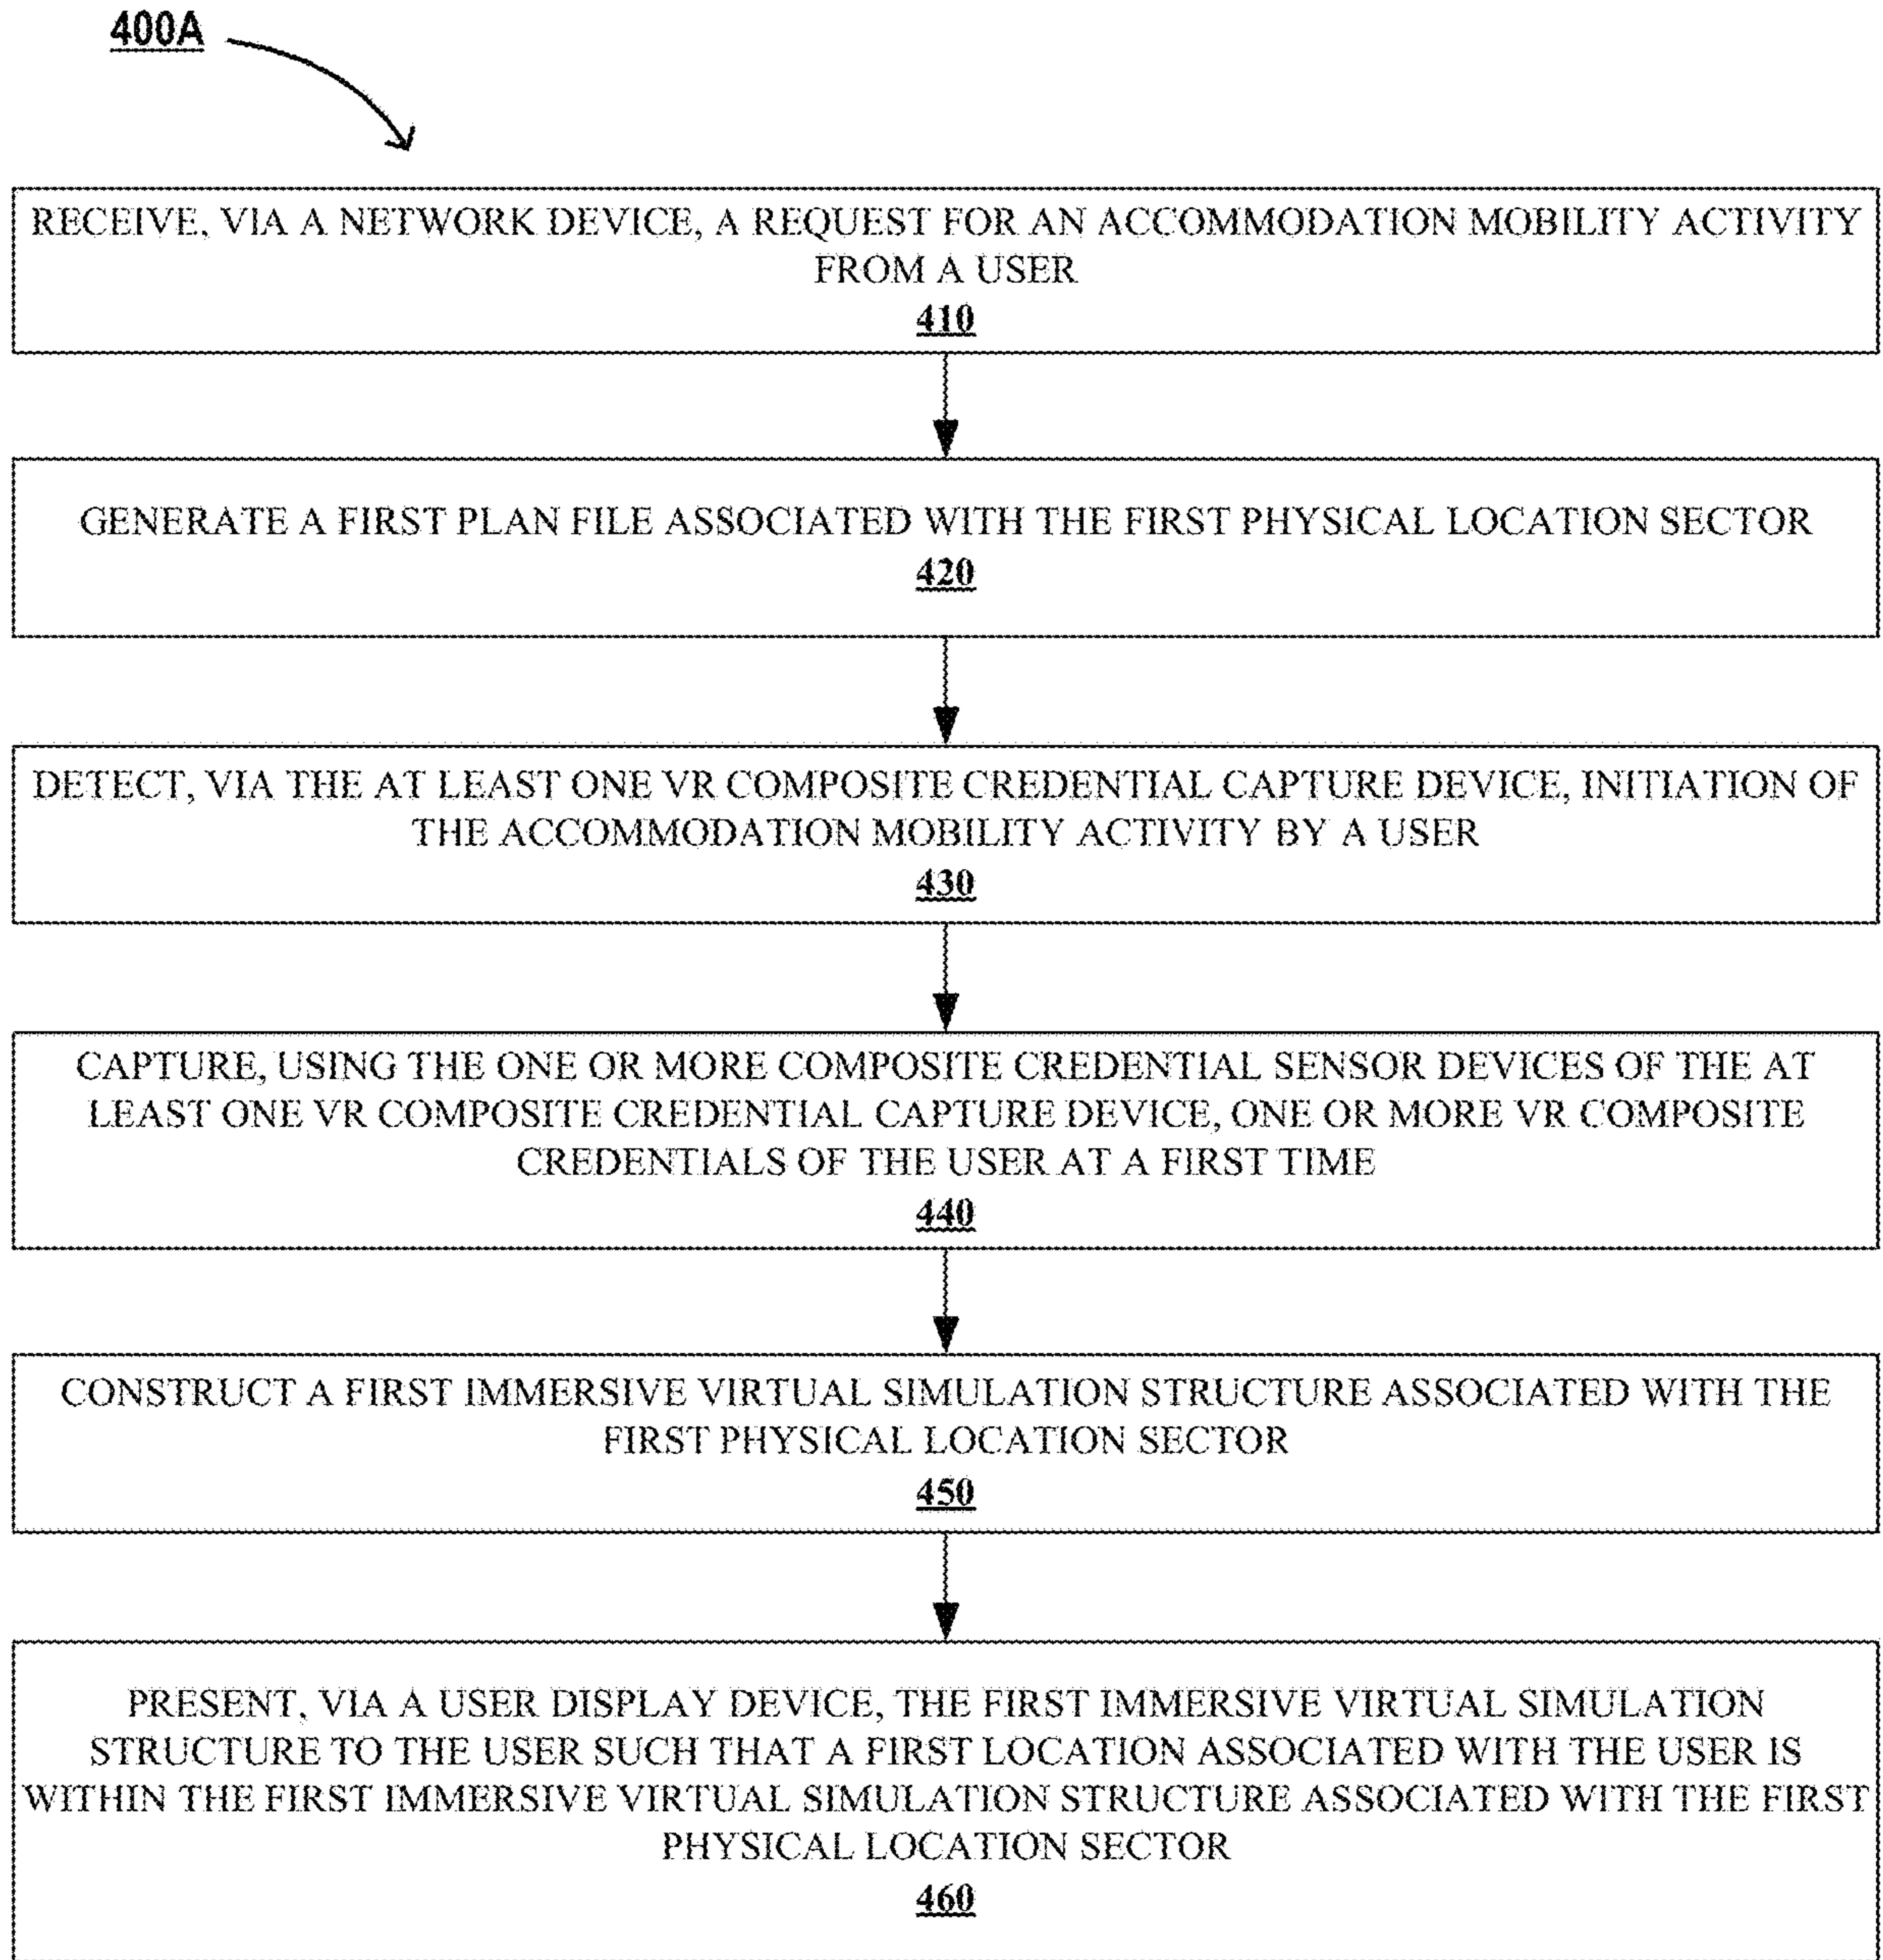 400A
RECEIVE, VIA A NETWORK DEVICE, A REQUEST FOR AN ACCOMMODATION MOBILITY ACTIVITY
FROM A USER
410
GENERATE A FIRST PLAN FILE ASSOCIATED WITH THE FIRST PHYSICAL LOCATION SECTOR
420
DETECT, VIA THE AT LEAST ONE VR COMPOSITE CREDENTIAL CAPTURE DEVICE, INITIATION OF
THE ACCOMMODATION MOBILITY ACTIVITY BY A USER
430
CAPTURE, USING THE ONE OR MORE COMPOSITE CREDENTIAL SENSOR DEVICES OF THE AT
LEAST ONE VR COMPOSITE CREDENTIAL CAPTURE DEVICE, ONE OR MORE VR COMPOSITE
CREDENTIALS OF THE USER AT A FIRST TIME
440
CONSTRUCT A FIRST IMMERSIVE VIRTUAL SIMULATION STRUCTURE ASSOCIATED WITH THE
FIRST PHYSICAL LOCATION SECTOR
450
PRESENT, VIA A USER DISPLAY DEVICE, THE FIRST IMMERSIVE VIRTUAL SIMULATION
STRUCTURE TO THE USER SUCH THAT A FIRST LOCATION ASSOCIATED WITH THE USER IS
WITHIN THE FIRST IMMERSIVE VIRTUAL SIMULATION STRUCTURE ASSOCIATED WITH THE FIRST
PHYSICAL LOCATION SECTOR
460